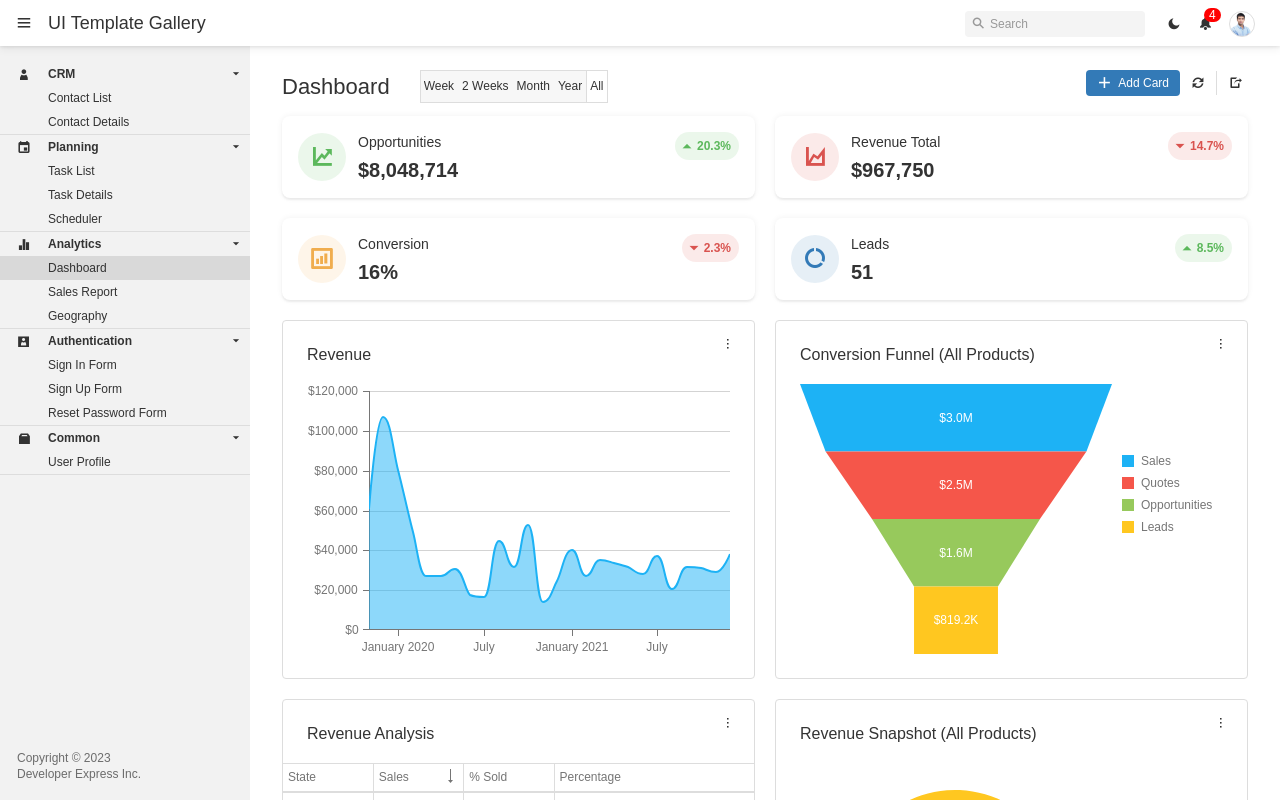 UI Template Gallery
Search
4
CRM
Contact List
Contact Details
Planning
Task List
Task Details
Scheduler
Analytics
Dashboard
Sales Report
Geography
Authentication
Sign In Form
Sign Up Form
Reset Password Form
Common
User Profile
Copyright © 2023
Developer Express Inc.
Dashboard
Week 2 Weeks Month Year All
Add Card
Opportunities
$8,048,714
20.3%
Revenue Total
$967,750
14.7%
Conversion
16%
2.3%
Leads
51
8.5%
Revenue
$120,000
$100,000
$80,000
$60,000
$40,000
$20,000
$0
January 2020 July January 2021 July
Conversion Funnel (All Products)
$3.0M
$2.5M
$1.6M
$819.2K
Sales
Quotes
Opportunities
Leads
Revenue Analysis
State Sales % Sold Percentage
Revenue Snapshot (All Products)